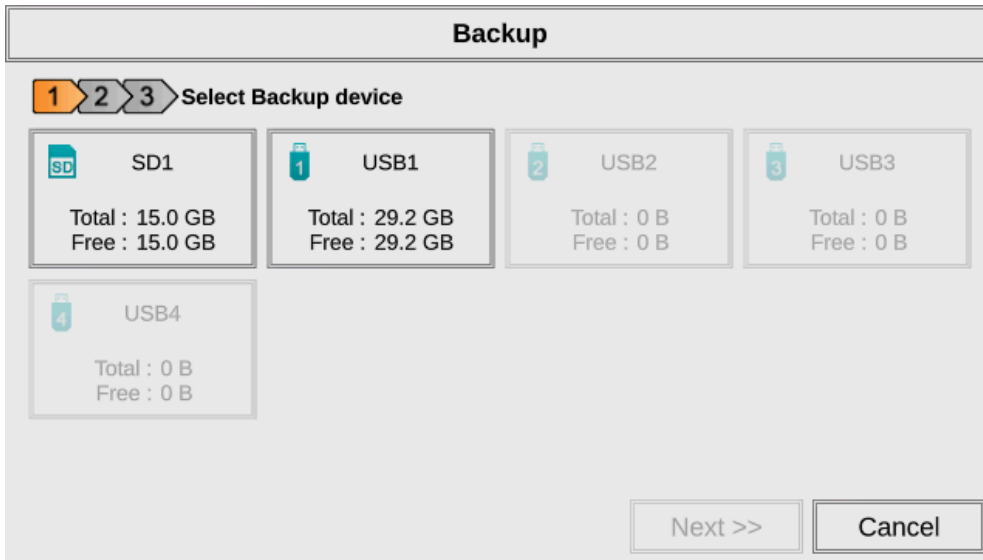 Backup
1 2 3 Select Backup device
SD SD1
Total : 15.0 GB
Free : 15.0 GB
1 USB1
Total : 29.2 GB
Free : 29.2 GB
2 USB2
Total : 0 B
Free : 0 B
3 USB3
Total : 0 B
Free : 0 B
4 USB4
Total : 0 B
Free : 0 B
Next >>
Cancel